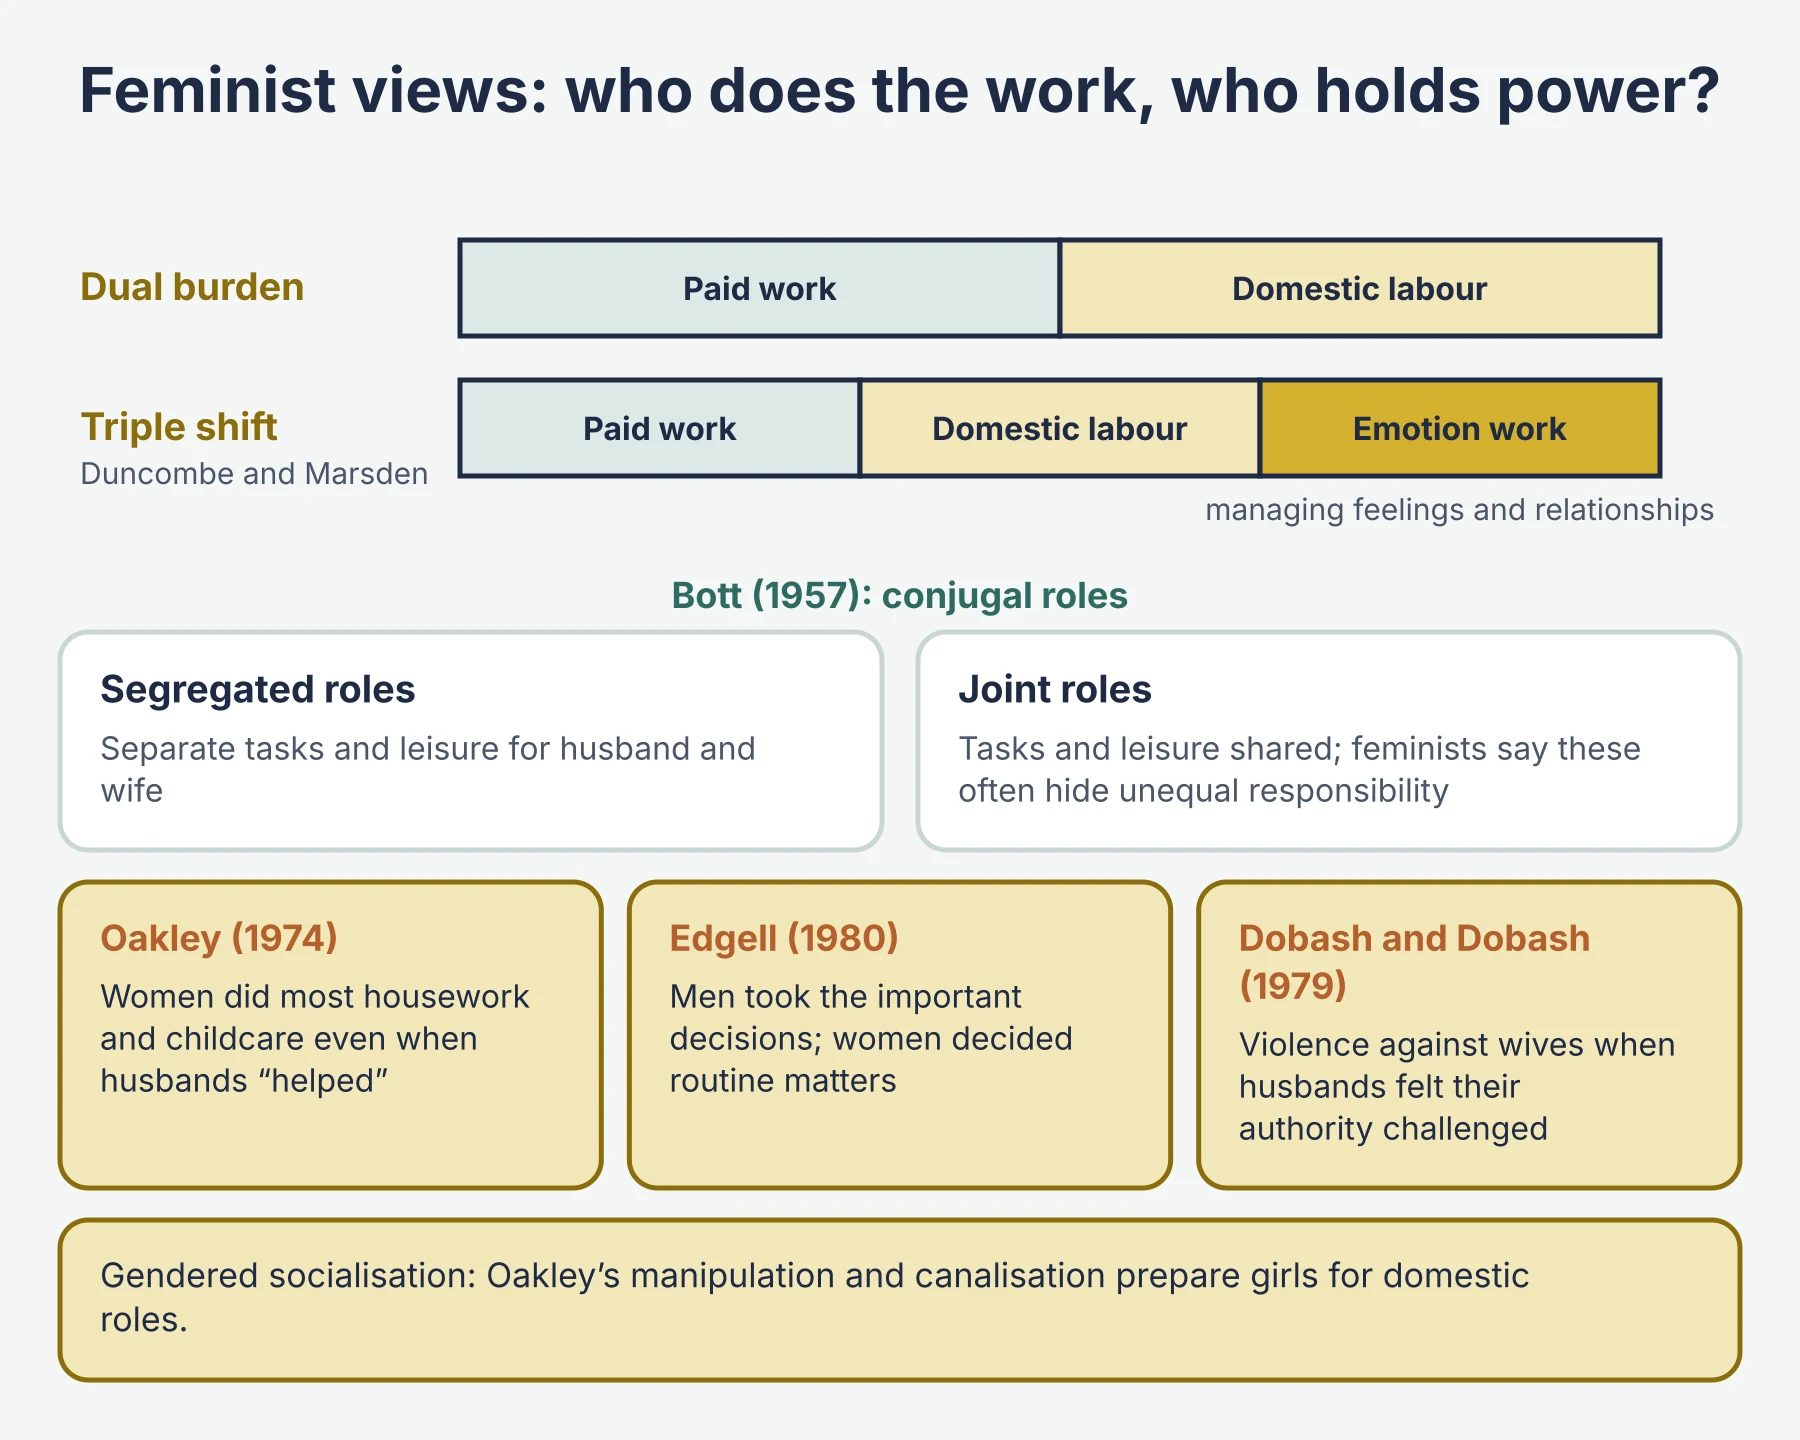 Feminist views: who does the work, who holds power?
Dual burden
Paid work
Domestic labour
Triple shift
Duncombe and Marsden
Paid work
Domestic labour
Emotion work
managing feelings and relationships
Bott (1957): conjugal roles
Segregated roles
Separate tasks and leisure for husband and
wife
Joint roles
Tasks and leisure shared; feminists say these
often hide unequal responsibility
Oakley (1974)
Women did most housework
and childcare even when
husbands “helped”
Edgell (1980)
Men took the important
decisions; women decided
routine matters
Dobash and Dobash
(1979)
Violence against wives when
husbands felt their
authority challenged
Gendered socialisation: Oakley’s manipulation and canalisation prepare girls for domestic
roles.